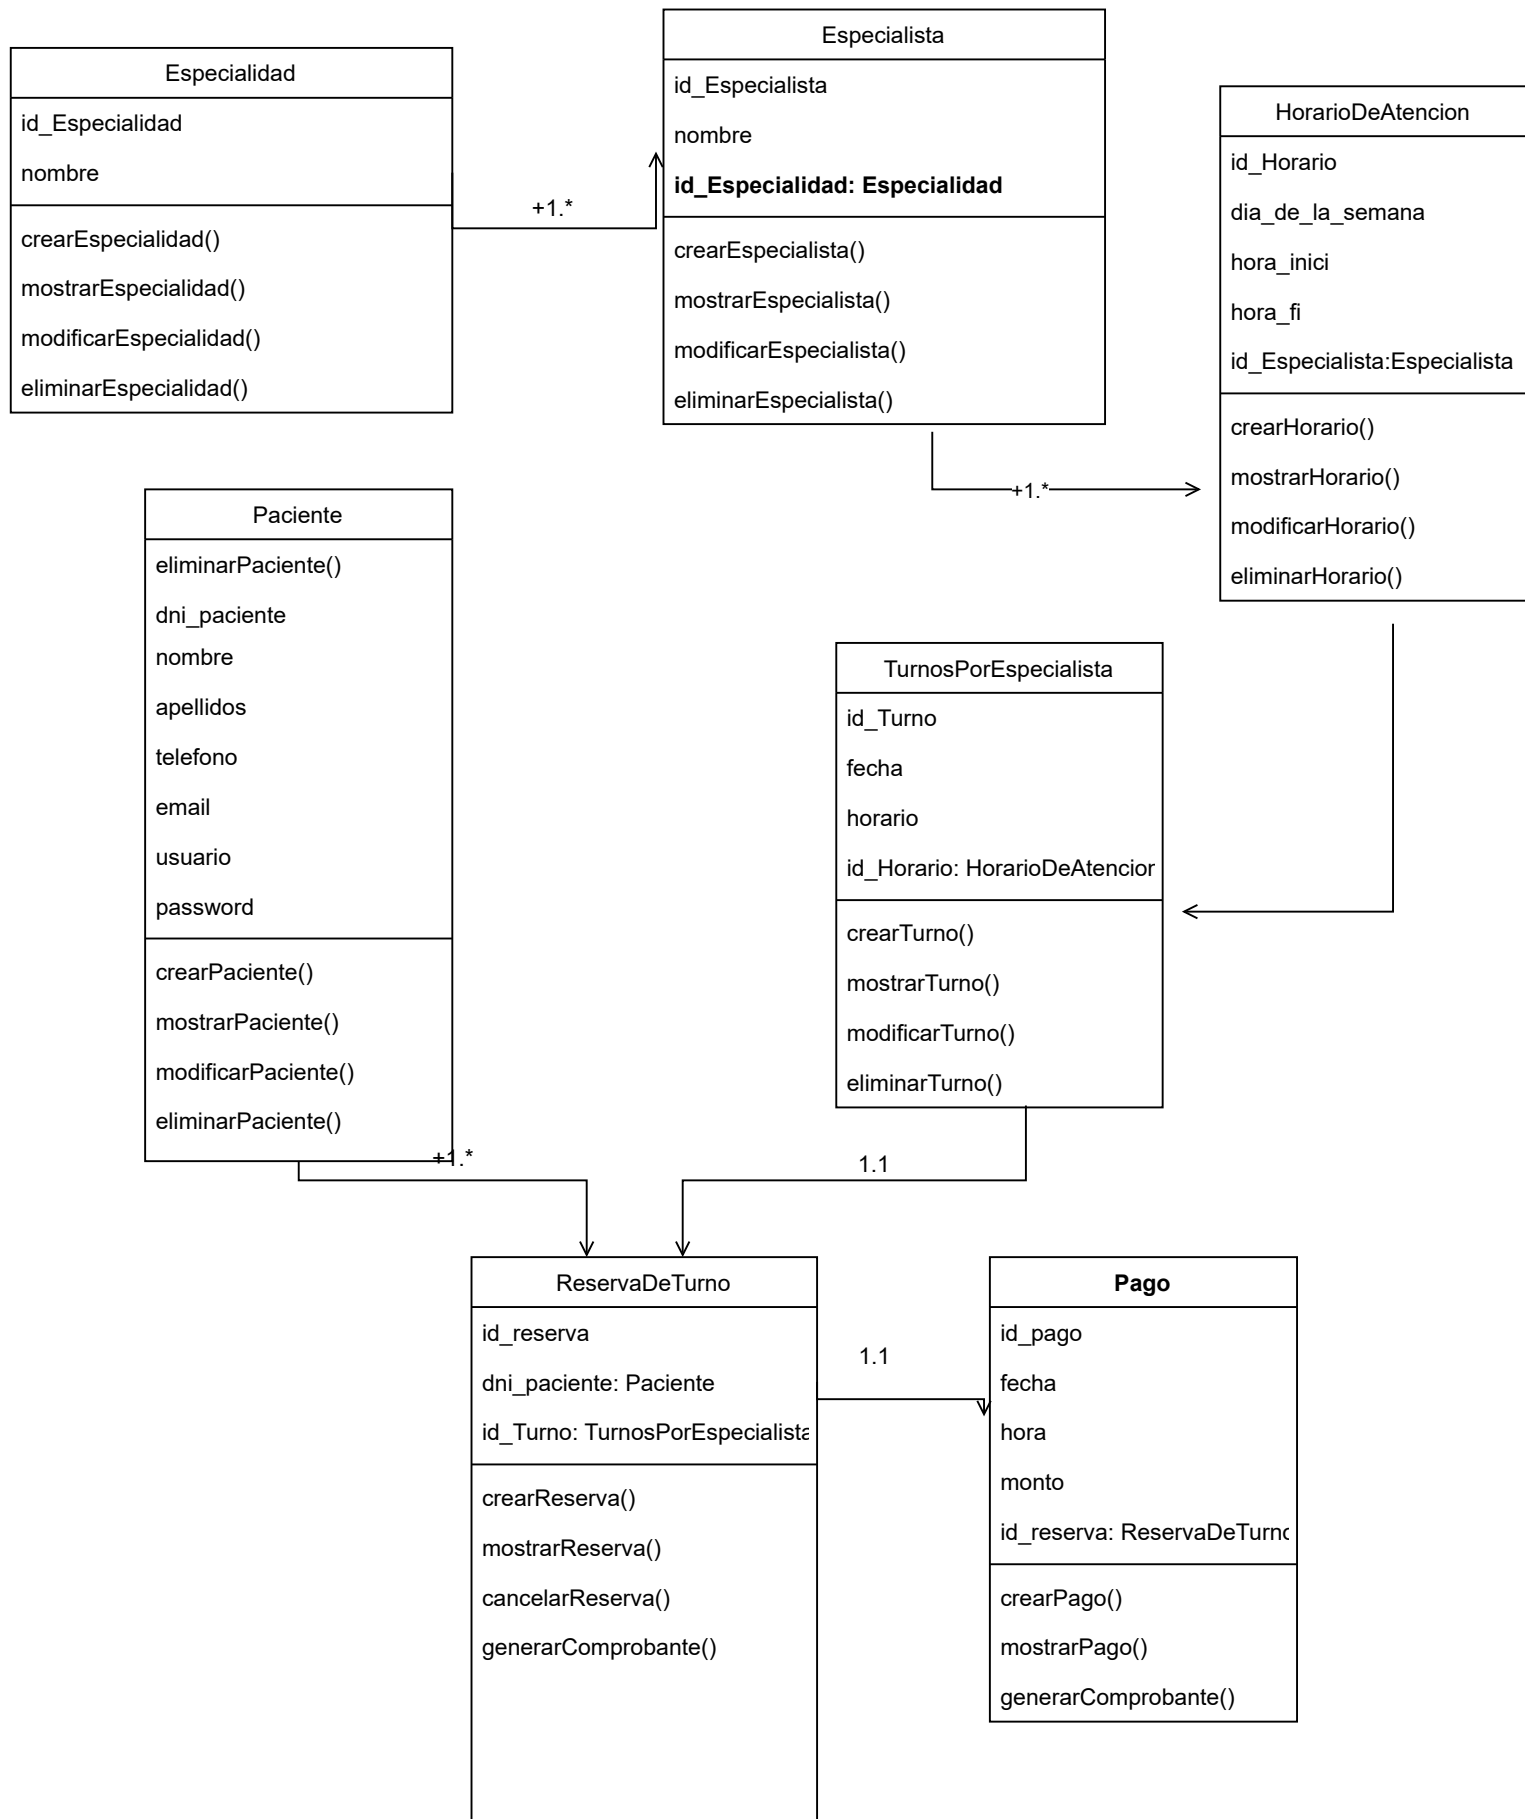 Especialidad
id_Especialidad
nombre
crearEspecialidad()
mostrarEspecialidad()
modificarEspecialidad()
eliminarEspecialidad()
+1.*
Especialista
id_Especialista
nombre
id_Especialidad: Especialidad
crearEspecialista()
mostrarEspecialista()
modificarEspecialista()
eliminarEspecialista()
+1.*
HorarioDeAtencion
id_Horario
dia_de_la_semana
hora_inici
hora_fi
id_Especialista:Especialista
crearHorario()
mostrarHorario()
modificarHorario()
eliminarHorario()
Paciente
eliminarPaciente()
dni_paciente
nombre
apellidos
telefono
email
usuario
password
crearPaciente()
mostrarPaciente()
modificarPaciente()
eliminarPaciente()
+1.*
TurnosPorEspecialista
id_Turno
fecha
horario
id_Horario: HorarioDeAtencion
crearTurno()
mostrarTurno()
modificarTurno()
eliminarTurno()
1.1
ReservaDeTurno
id_reserva
dni_paciente: Paciente
id_Turno: TurnosPorEspecialista
crearReserva()
mostrarReserva()
cancelarReserva()
generarComprobante()
1.1
Pago
id_pago
fecha
hora
monto
id_reserva: ReservaDeTurno
crearPago()
mostrarPago()
generarComprobante()